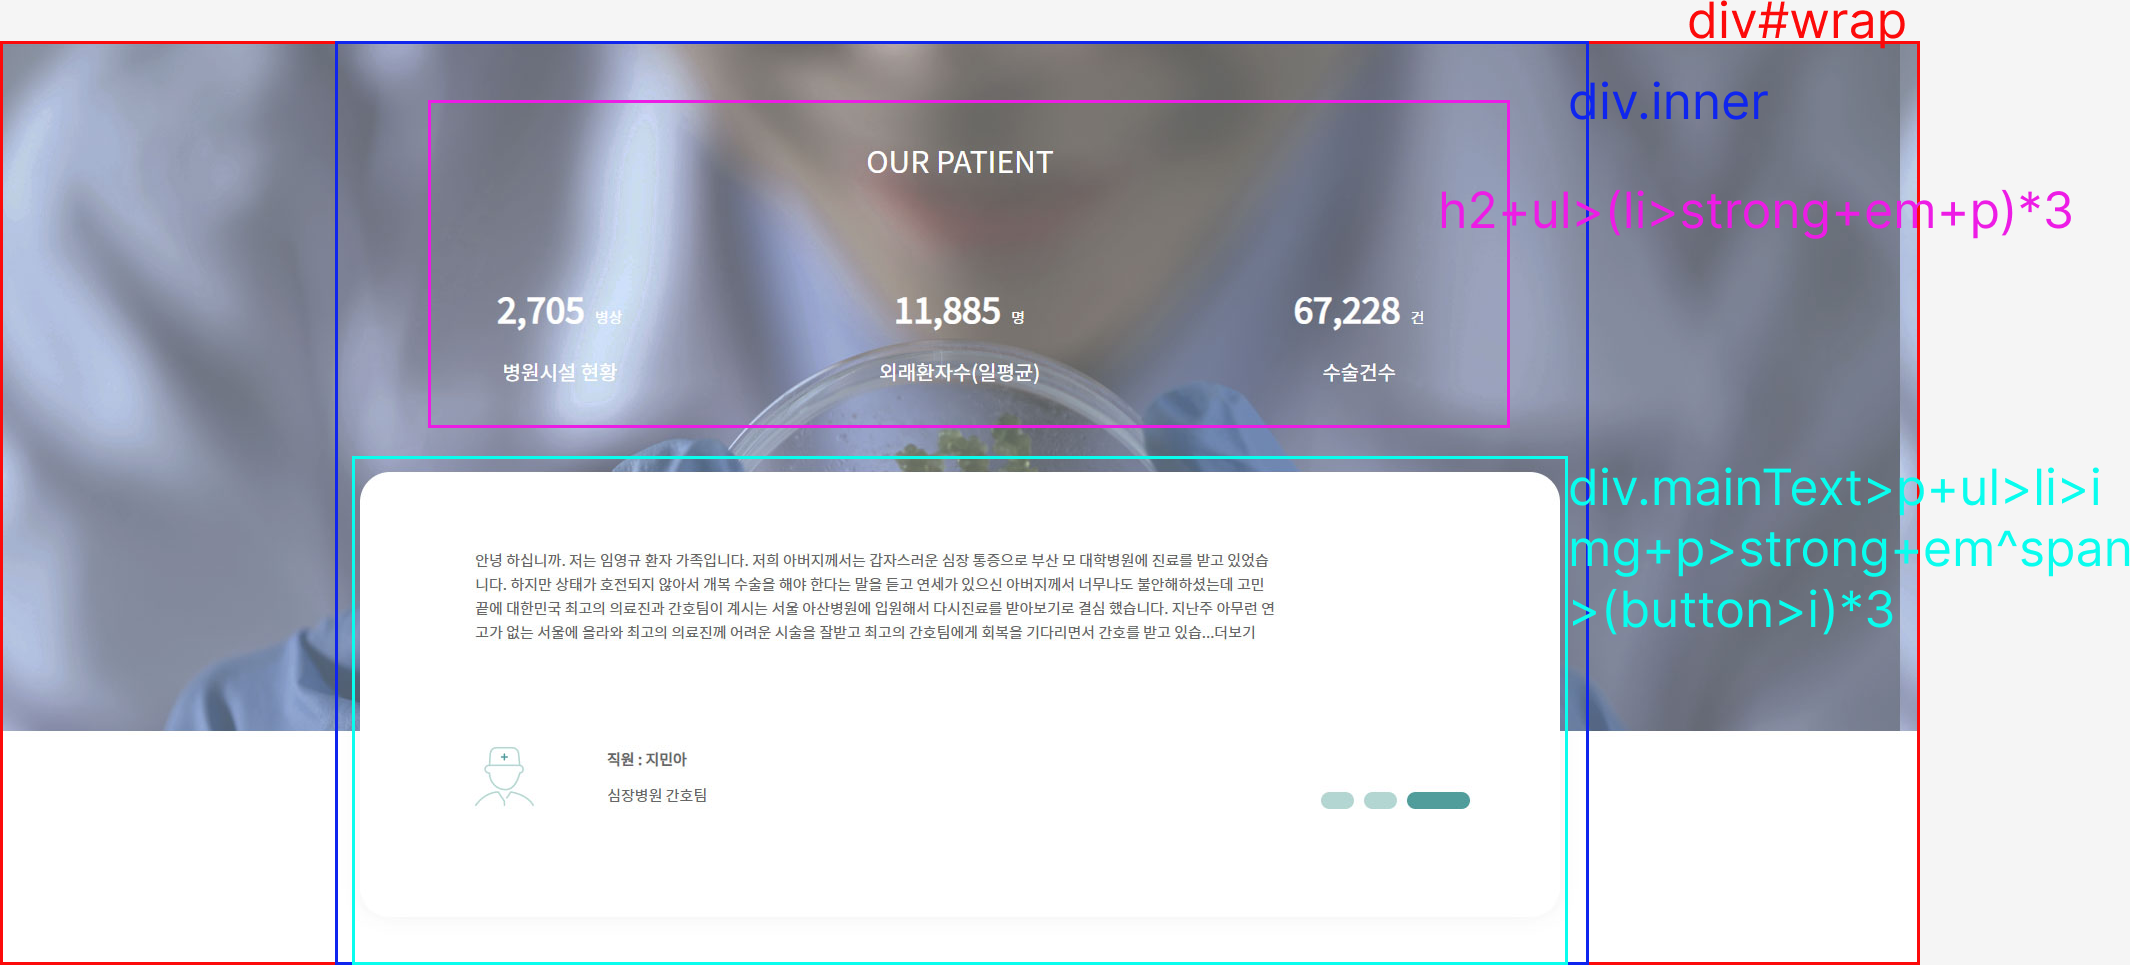 div#wrap
div.inner
OUR PATIENT
h2+ul>(li>strong+em+p)*3
2,705 병상
11,885 명
67,228 건
병원시설 현황
외래환자수(일평균)
수술건수
div.mainText>p+ul>li>i
mg+p>strong+em^span
>(button>i)*3
안녕 하십니까. 저는 임영규 환자 가족입니다. 저희 아버지께서는 갑자스러운 심장 통증으로 부산 모 대학병원에 진료를 받고 있었습
니다. 하지만 상태가 호전되지 않아서 개복 수술을 해야 한다는 말을 듣고 연세가 있으신 아버지께서 너무나도 불안해하셨는데 고민
끝에 대한민국 최고의 의료진과 간호팀이 계시는 서울 아산병원에 입원해서 다시진료를 받아보기로 결심 했습니다. 지난주 아무런 연
고가 없는 서울에 올라와 최고의 의료진께 어려운 시술을 잘받고 최고의 간호팀에게 회복을 기다리면서 간호를 받고 있습...더보기
직원 : 지민아
심장병원 간호팀